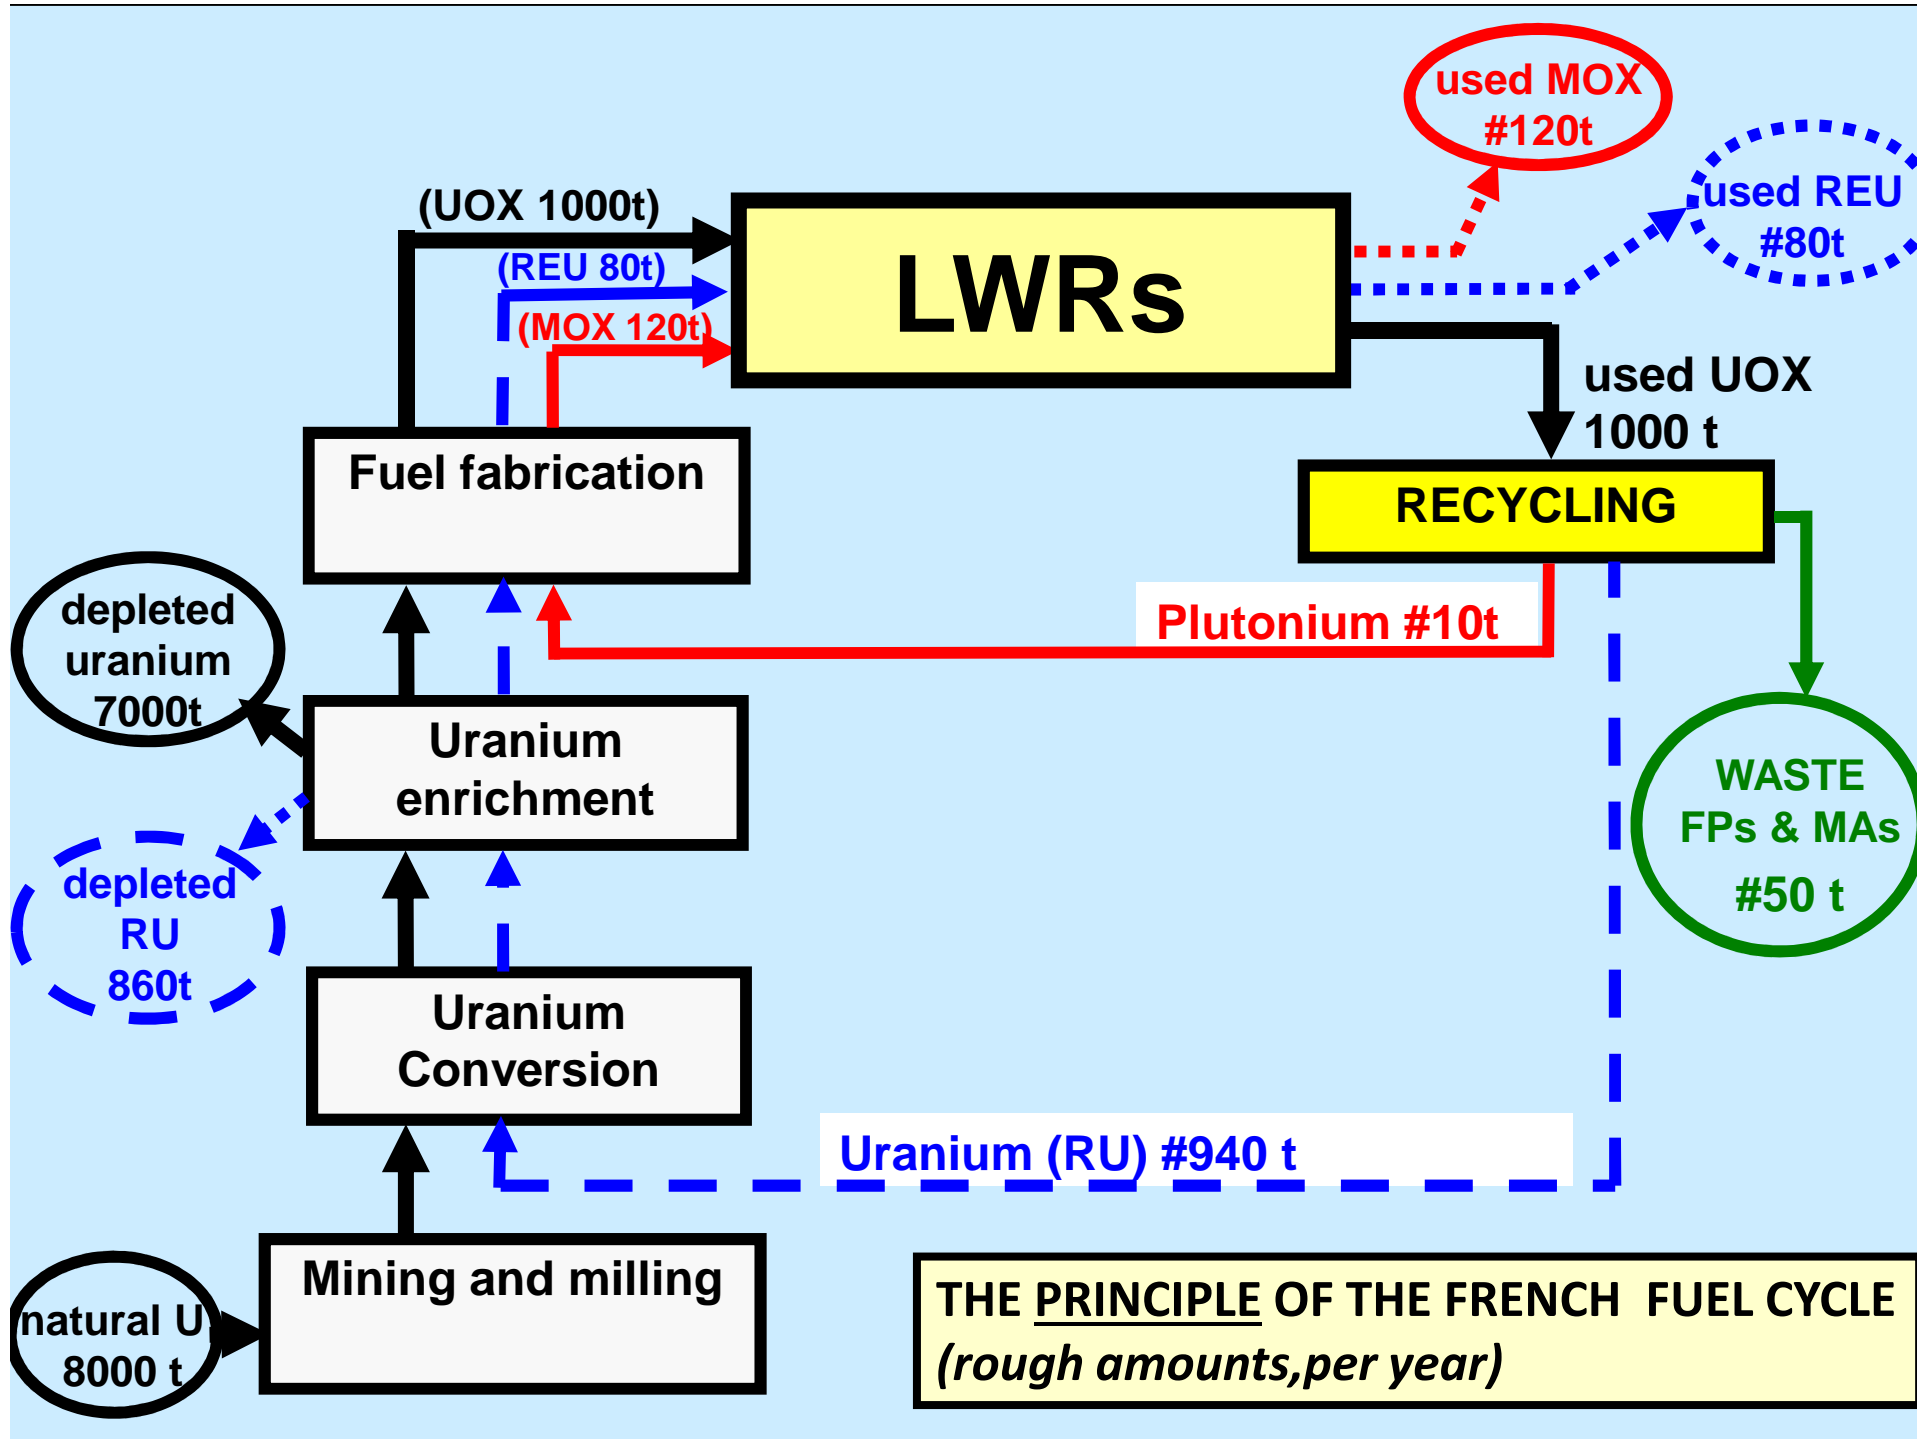 used MOX
#120t
used REU
#80t
(UOX 1000t)
(REU 80t)
(MOX 120t)
LWRs
used UOX
1000 t
Fuel fabrication
RECYCLING
depleted
uranium
7000t
Plutonium #10t
Uranium
enrichment
WASTE
FPs & MAs
#50 t
depleted
RU
860t
Uranium
Conversion
Uranium (RU) #940 t
Mining and milling
natural U
8000 t
THE PRINCIPLE OF THE FRENCH FUEL CYCLE
(rough amounts,per year)